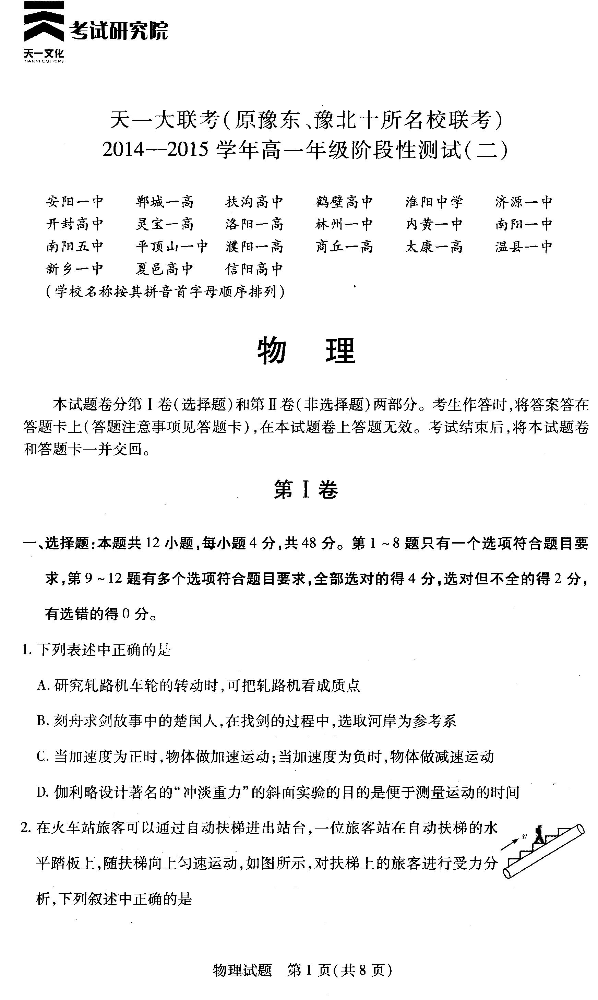 考试研究院
天一文化
TIANYI CULTURE
天一大联考(原豫东、豫北十所名校联考)
2014—2015 学年高一年级阶段性测试(二)
安阳一中 郸城一高 扶沟高中 鹤壁高中 淮阳中学 济源一中
开封高中 灵宝一高 洛阳一高 林州一中 内黄一中 南阳一中
南阳五中 平顶山一中 濮阳一高 商丘一高 太康一高 温县一中
新乡一中 夏邑高中 信阳高中
(学校名称按其拼音首字母顺序排列)
物 理
本试题卷分第Ⅰ卷(选择题)和第Ⅱ卷(非选择题)两部分。考生作答时,将答案答在
答题卡上(答题注意事项见答题卡),在本试题卷上答题无效。考试结束后,将本试题卷
和答题卡一并交回。
第Ⅰ卷
一、选择题:本题共 12 小题,每小题 4 分,共 48 分。第 1 ~ 8 题只有一个选项符合题目要
求,第 9 ~ 12 题有多个选项符合题目要求,全部选对的得 4 分,选对但不全的得 2 分,
有选错的得 0 分。
1. 下列表述中正确的是
A. 研究轧路机车轮的转动时,可把轧路机看成质点
B. 刻舟求剑故事中的楚国人,在找剑的过程中,选取河岸为参考系
C. 当加速度为正时,物体做加速运动;当加速度为负时,物体做减速运动
D. 伽利略设计著名的“冲淡重力”的斜面实验的目的是便于测量运动的时间
2. 在火车站旅客可以通过自动扶梯进出站台,一位旅客站在自动扶梯的水
平踏板上,随扶梯向上匀速运动,如图所示,对扶梯上的旅客进行受力分
析,下列叙述中正确的是
v
物理试题 第 1 页(共 8 页)